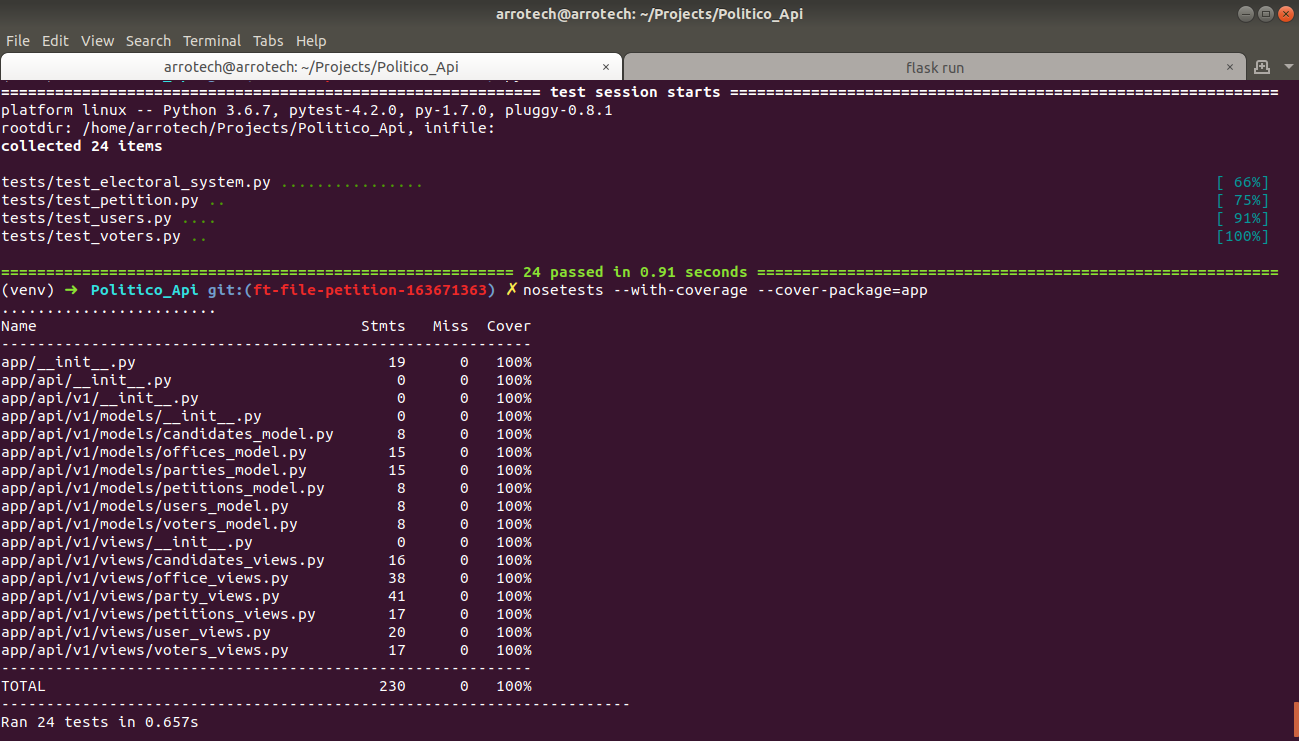 arrotech@arrotech: ~/Projects/Politico_Api
File Edit View Search Terminal Tabs Help
arrotech@arrotech: ~/Projects/Politico_Api × flask run ×
============================================================ test session starts =============================================================
platform linux -- Python 3.6.7, pytest-4.2.0, py-1.7.0, pluggy-0.8.1
rootdir: /home/arrotech/Projects/Politico_Api, inifile:
collected 24 items
tests/test_electoral_system.py ................ [ 66%]
tests/test_petition.py .. [ 75%]
tests/test_users.py .... [ 91%]
tests/test_voters.py .. [100%]
========================================================= 24 passed in 0.91 seconds ==========================================================
(venv) ➜ Politico_Api git:(ft-file-petition-163671363) ✗ nosetests --with-coverage --cover-package=app
........................
Name Stmts Miss Cover
-----------------------------------------------------------
app/__init__.py 19 0 100%
app/api/__init__.py 0 0 100%
app/api/v1/__init__.py 0 0 100%
app/api/v1/models/__init__.py 0 0 100%
app/api/v1/models/candidates_model.py 8 0 100%
app/api/v1/models/offices_model.py 15 0 100%
app/api/v1/models/parties_model.py 15 0 100%
app/api/v1/models/petitions_model.py 8 0 100%
app/api/v1/models/users_model.py 8 0 100%
app/api/v1/models/voters_model.py 8 0 100%
app/api/v1/views/__init__.py 0 0 100%
app/api/v1/views/candidates_views.py 16 0 100%
app/api/v1/views/office_views.py 38 0 100%
app/api/v1/views/party_views.py 41 0 100%
app/api/v1/views/petitions_views.py 17 0 100%
app/api/v1/views/user_views.py 20 0 100%
app/api/v1/views/voters_views.py 17 0 100%
-----------------------------------------------------------
TOTAL 230 0 100%
----------------------------------------------------------------------
Ran 24 tests in 0.657s